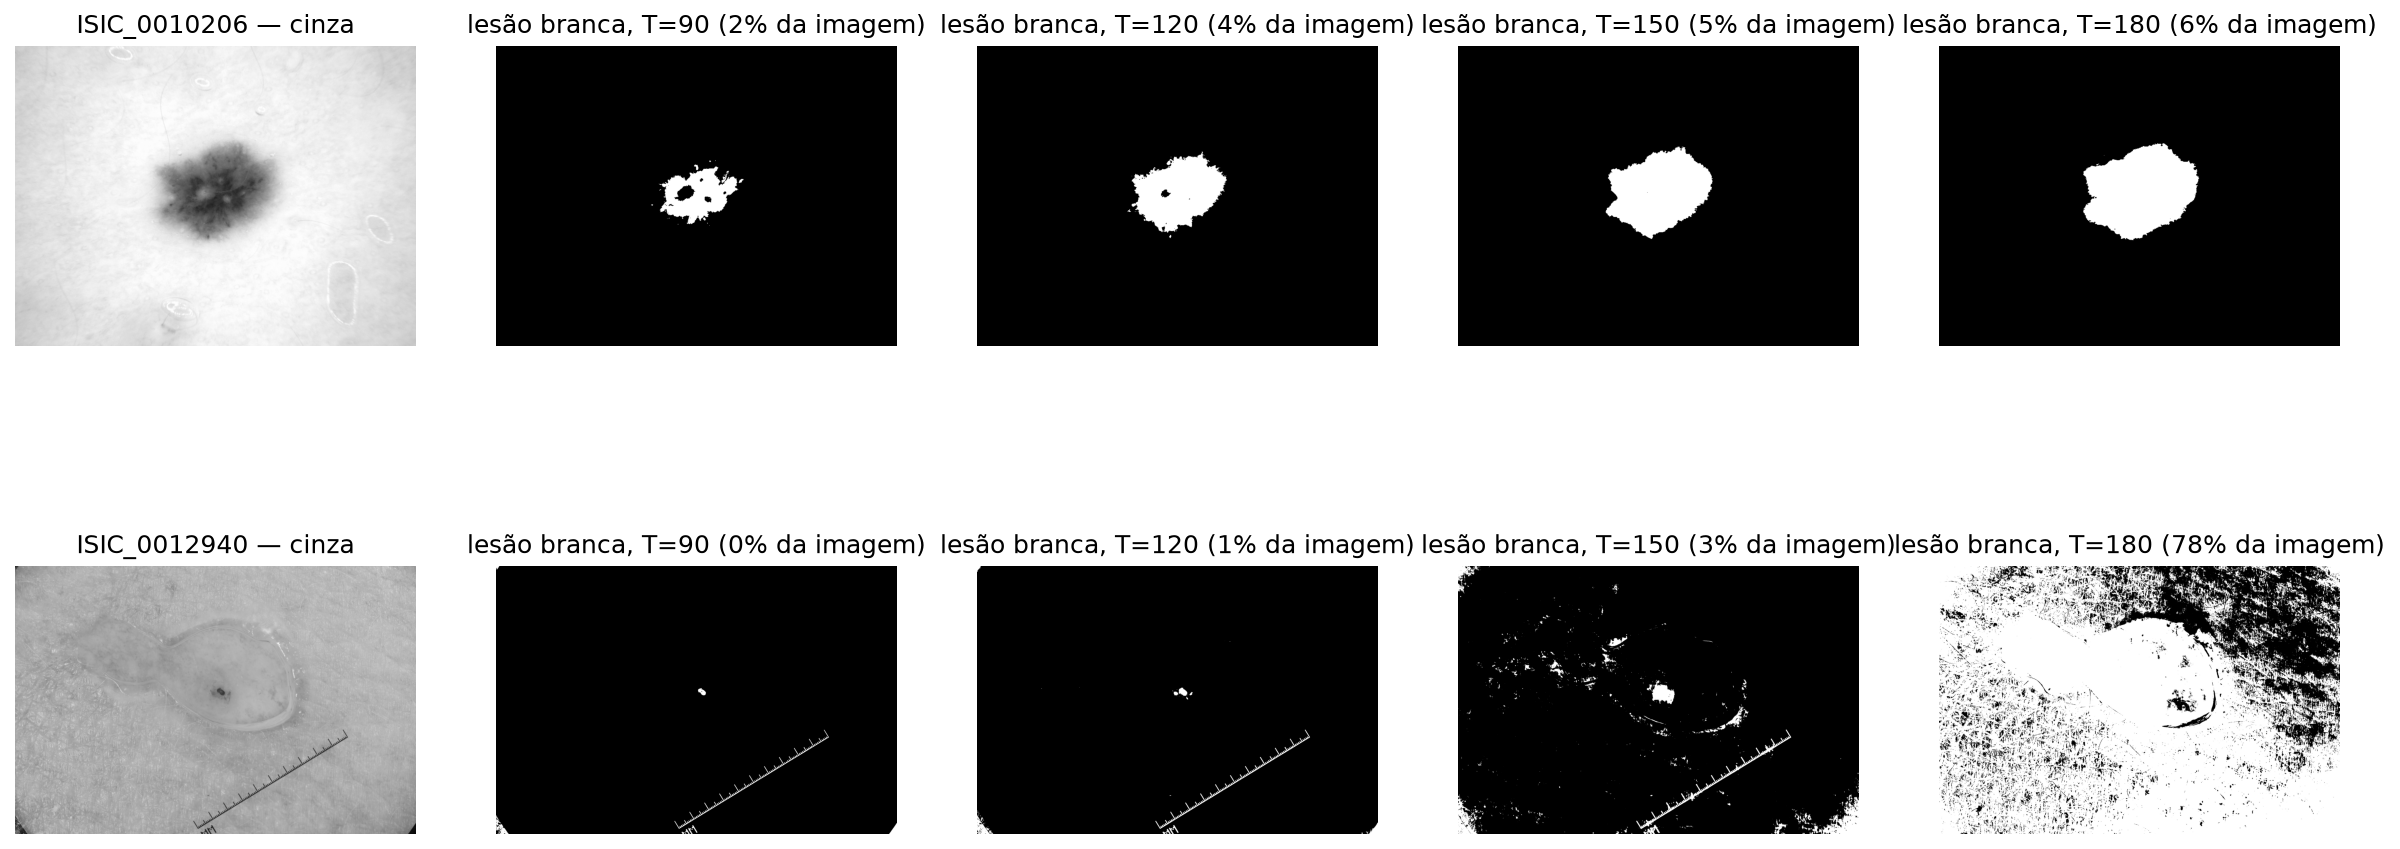 ISIC_0010206 — cinza
lesão branca, T=90 (2% da imagem)
lesão branca, T=120 (4% da imagem)
lesão branca, T=150 (5% da imagem)
lesão branca, T=180 (6% da imagem)
ISIC_0012940 — cinza
lesão branca, T=90 (0% da imagem)
lesão branca, T=120 (1% da imagem)
lesão branca, T=150 (3% da imagem)
lesão branca, T=180 (78% da imagem)